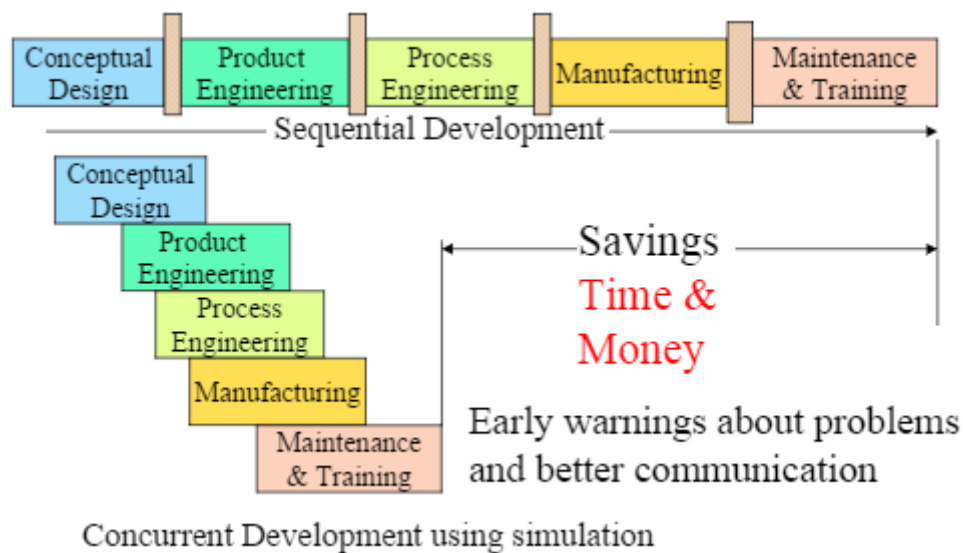 Conceptual
Design
Product
Engineering
Process
Engineering
Manufacturing
Maintenance
& Training
Sequential Development
Conceptual
Design
Product
Engineering
Process
Engineering
Manufacturing
Maintenance
& Training
Savings
Time &
Money
Early warnings about problems
and better communication
Concurrent Development using simulation